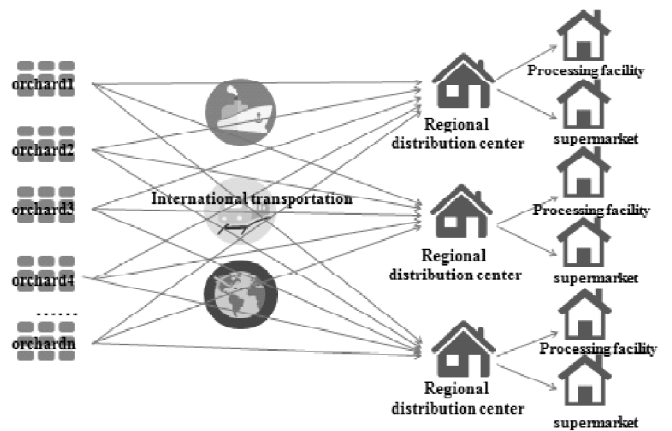 orchard1
orchard2
orchard3
orchard4
......
orchardn
International transportation
Regional
distribution center
Regional
distribution center
Regional
distribution center
Processing facility
supermarket
Processing facility
supermarket
Processing facility
supermarket